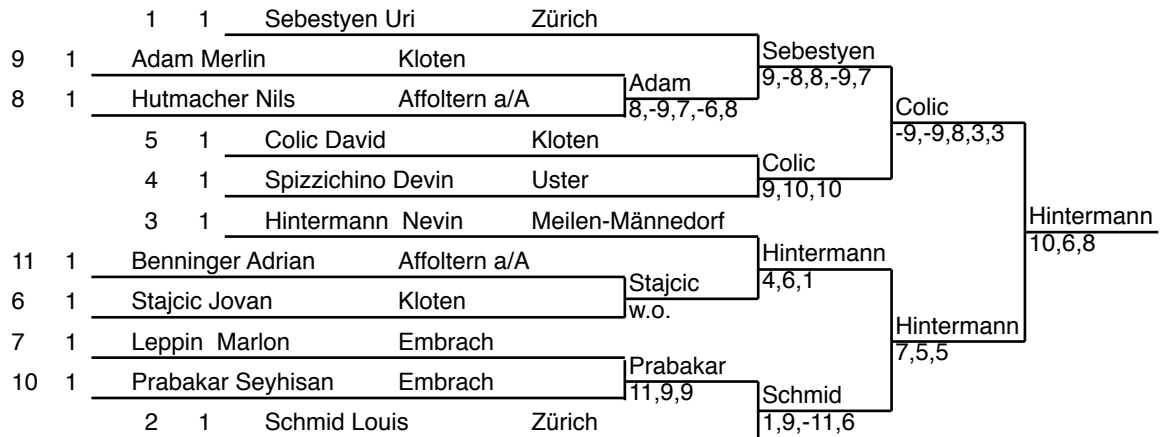 1 1 Sebestyen Uri Zürich
Sebestyen
9 1 Adam Merlin Kloten
9,-8,8,-9,7
Adam
8 1 Hutmacher Nils Affoltern a/A
8,-9,7,-6,8
Colic
-9,-9,8,3,3
5 1 Colic David Kloten
Colic
4 1 Spizzichino Devin Uster
9,10,10
3 1 Hintermann Nevin Meilen-Männedorf
Hintermann
10,6,8
Hintermann
11 1 Benninger Adrian Affoltern a/A
4,6,1
Stajcic
6 1 Stajcic Jovan Kloten
w.o.
Hintermann
7 1 Leppin Marlon Embrach
7,5,5
Prabakar
10 1 Prabakar Seyhisan Embrach
11,9,9
Schmid
2 1 Schmid Louis Zürich
1,9,-11,6